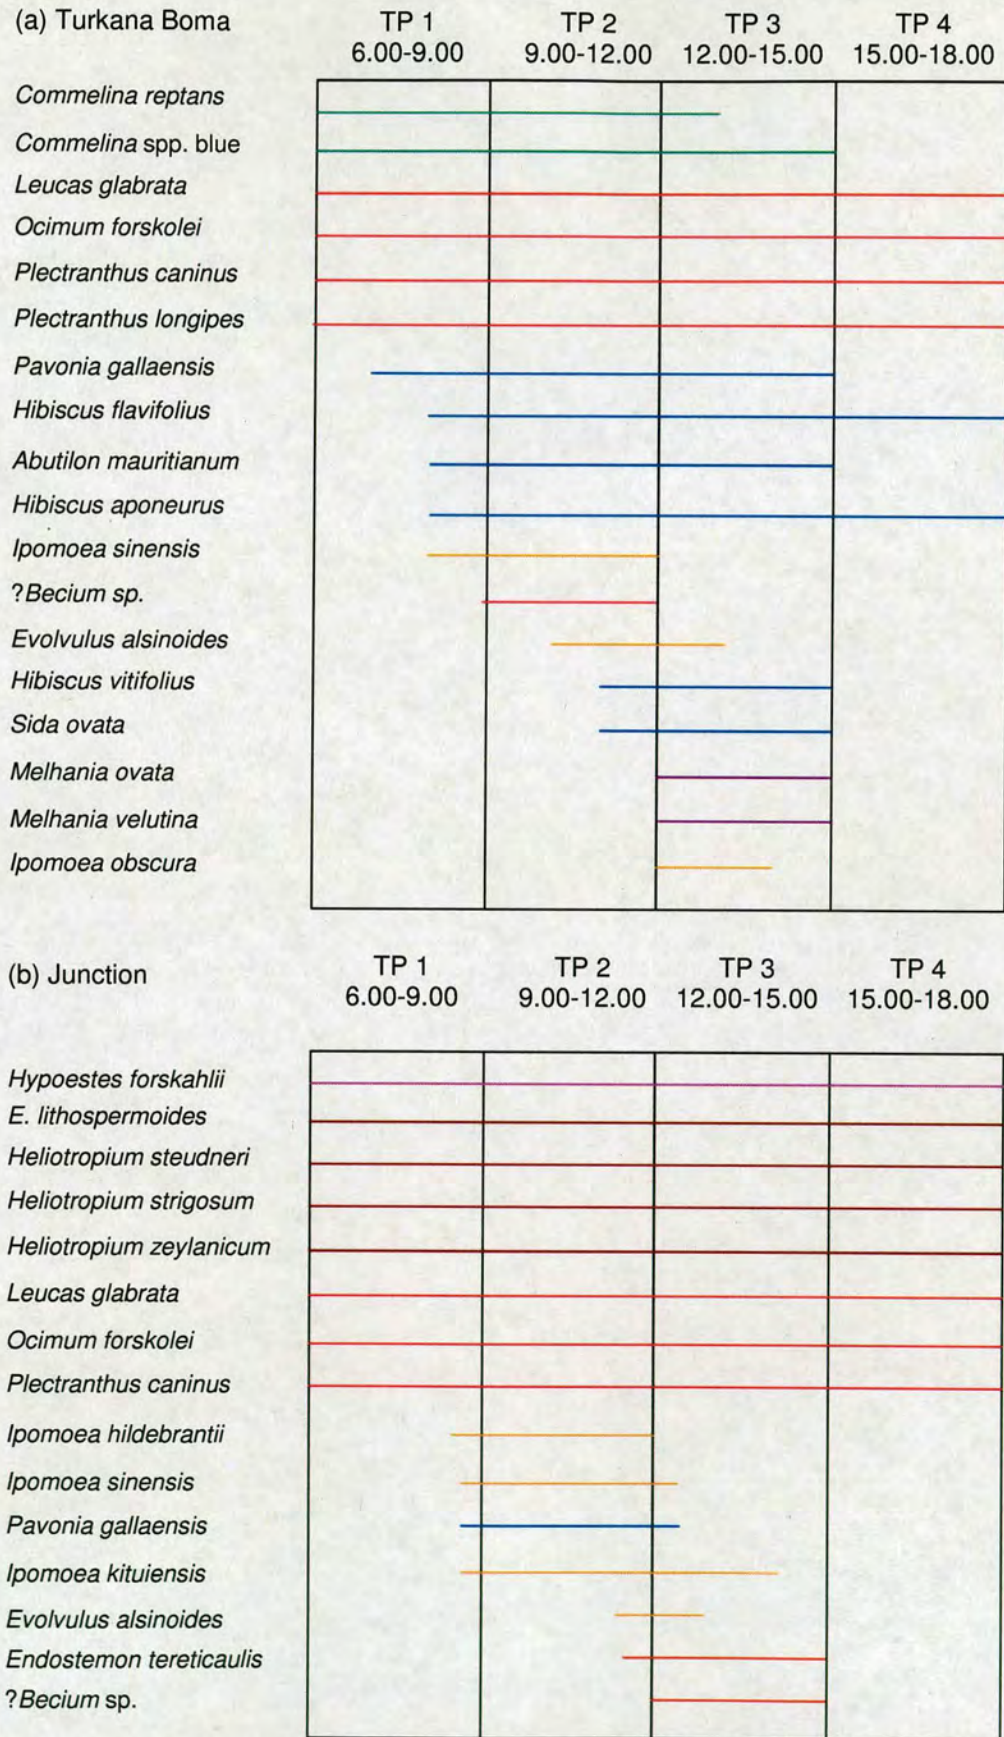 (a) Turkana Boma
TP 1 TP 2 TP 3 TP 4
6.00-9.00 9.00-12.00 12.00-15.00 15.00-18.00
Commelina reptans
Commelina spp. blue
Leucas glabrata
Ocimum forskolei
Plectranthus caninus
Plectranthus longipes
Pavonia gallaensis
Hibiscus flavifolius
Abutilon mauritianum
Hibiscus aponeurus
Ipomoea sinensis
?Becium sp.
Evolvulus alsinoides
Hibiscus vitifolius
Sida ovata
Melhania ovata
Melhania velutina
Ipomoea obscura
(b) Junction
TP 1 TP 2 TP 3 TP 4
6.00-9.00 9.00-12.00 12.00-15.00 15.00-18.00
Hypoestes forskahlii
E. lithospermoides
Heliotropium steudneri
Heliotropium strigosum
Heliotropium zeylanicum
Leucas glabrata
Ocimum forskolei
Plectranthus caninus
Ipomoea hildebrantii
Ipomoea sinensis
Pavonia gallaensis
Ipomoea kituiensis
Evolvulus alsinoides
Endostemon tereticaulis
?Becium sp.